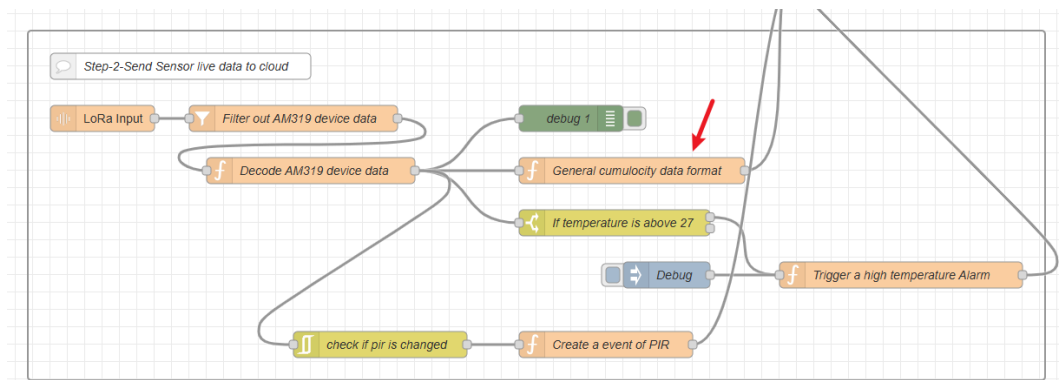 Step-2-Send Sensor live data to cloud
LoRa Input
Filter out AM319 device data
debug 1
Decode AM319 device data
General cumulocity data format
If temperature is above 27
Debug
Trigger a high temperature Alarm
check if pir is changed
Create a event of PIR